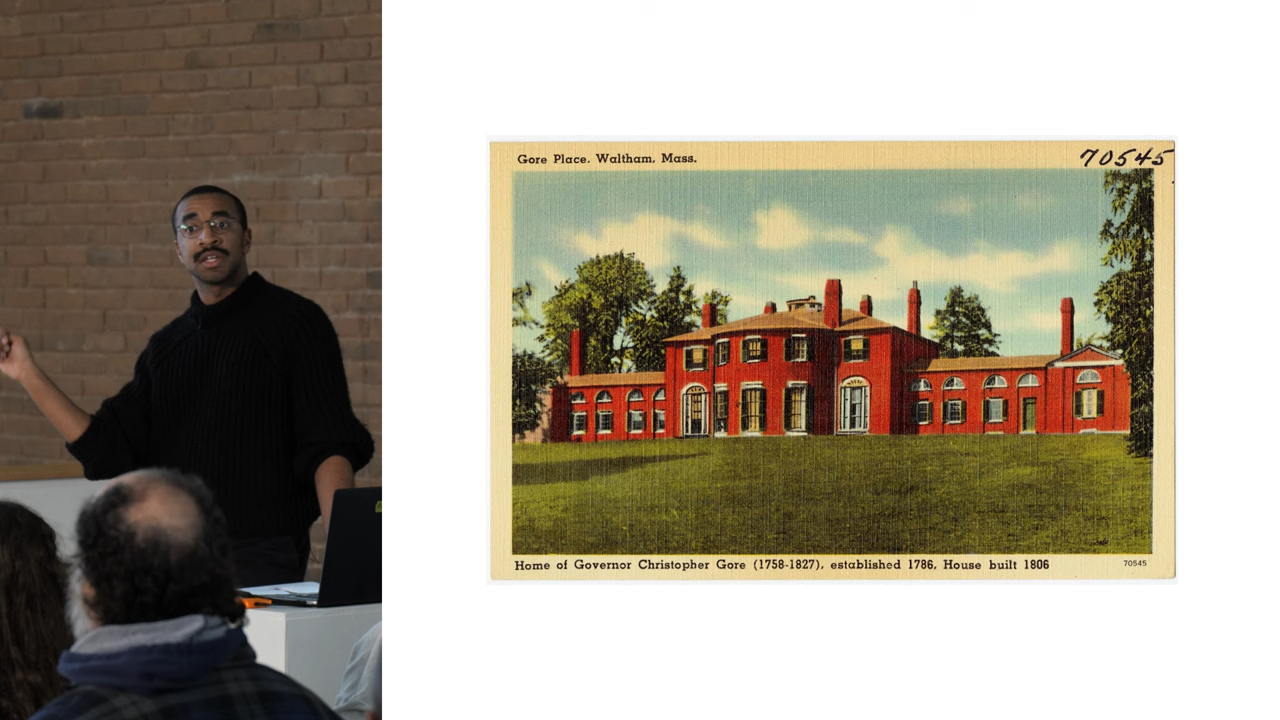 Gore Place, Waltham, Mass.
70545
Home of Governor Christopher Gore (1758-1827), established 1786, House built 1806
70545